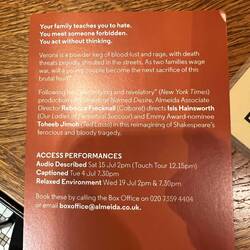 Your family teaches you to hate.
You meet someone forbidden.
You act without thinking.
Verona is a powder keg of blood-lust and rage, with death
threats proudly shouted in the streets. As two families wage
war, will a young couple become the next sacrifice of this
brutal feud?
Following her "electrifying and revelatory" (New York Times)
production of A Streetcar Named Desire, Almeida Associate
Director Rebecca Frecknall (Cabaret) directs Isis Hainsworth
(Our Ladies of Perpetual Succour) and Emmy Award-nominee
Toheeb Jimoh (Ted Lasso) in this reimagining of Shakespeare's
ferocious and bloody tragedy.
ACCESS PERFORMANCES
Audio Described Sat 15 Jul 2pm (Touch Tour 12.15pm)
Captioned Tue 4 Jul 7.30pm
Relaxed Environment Wed 19 Jul 2pm & 7.30pm
Book these by calling the Box Office on 020 7359 4404
or email boxoffice@almeida.co.uk.